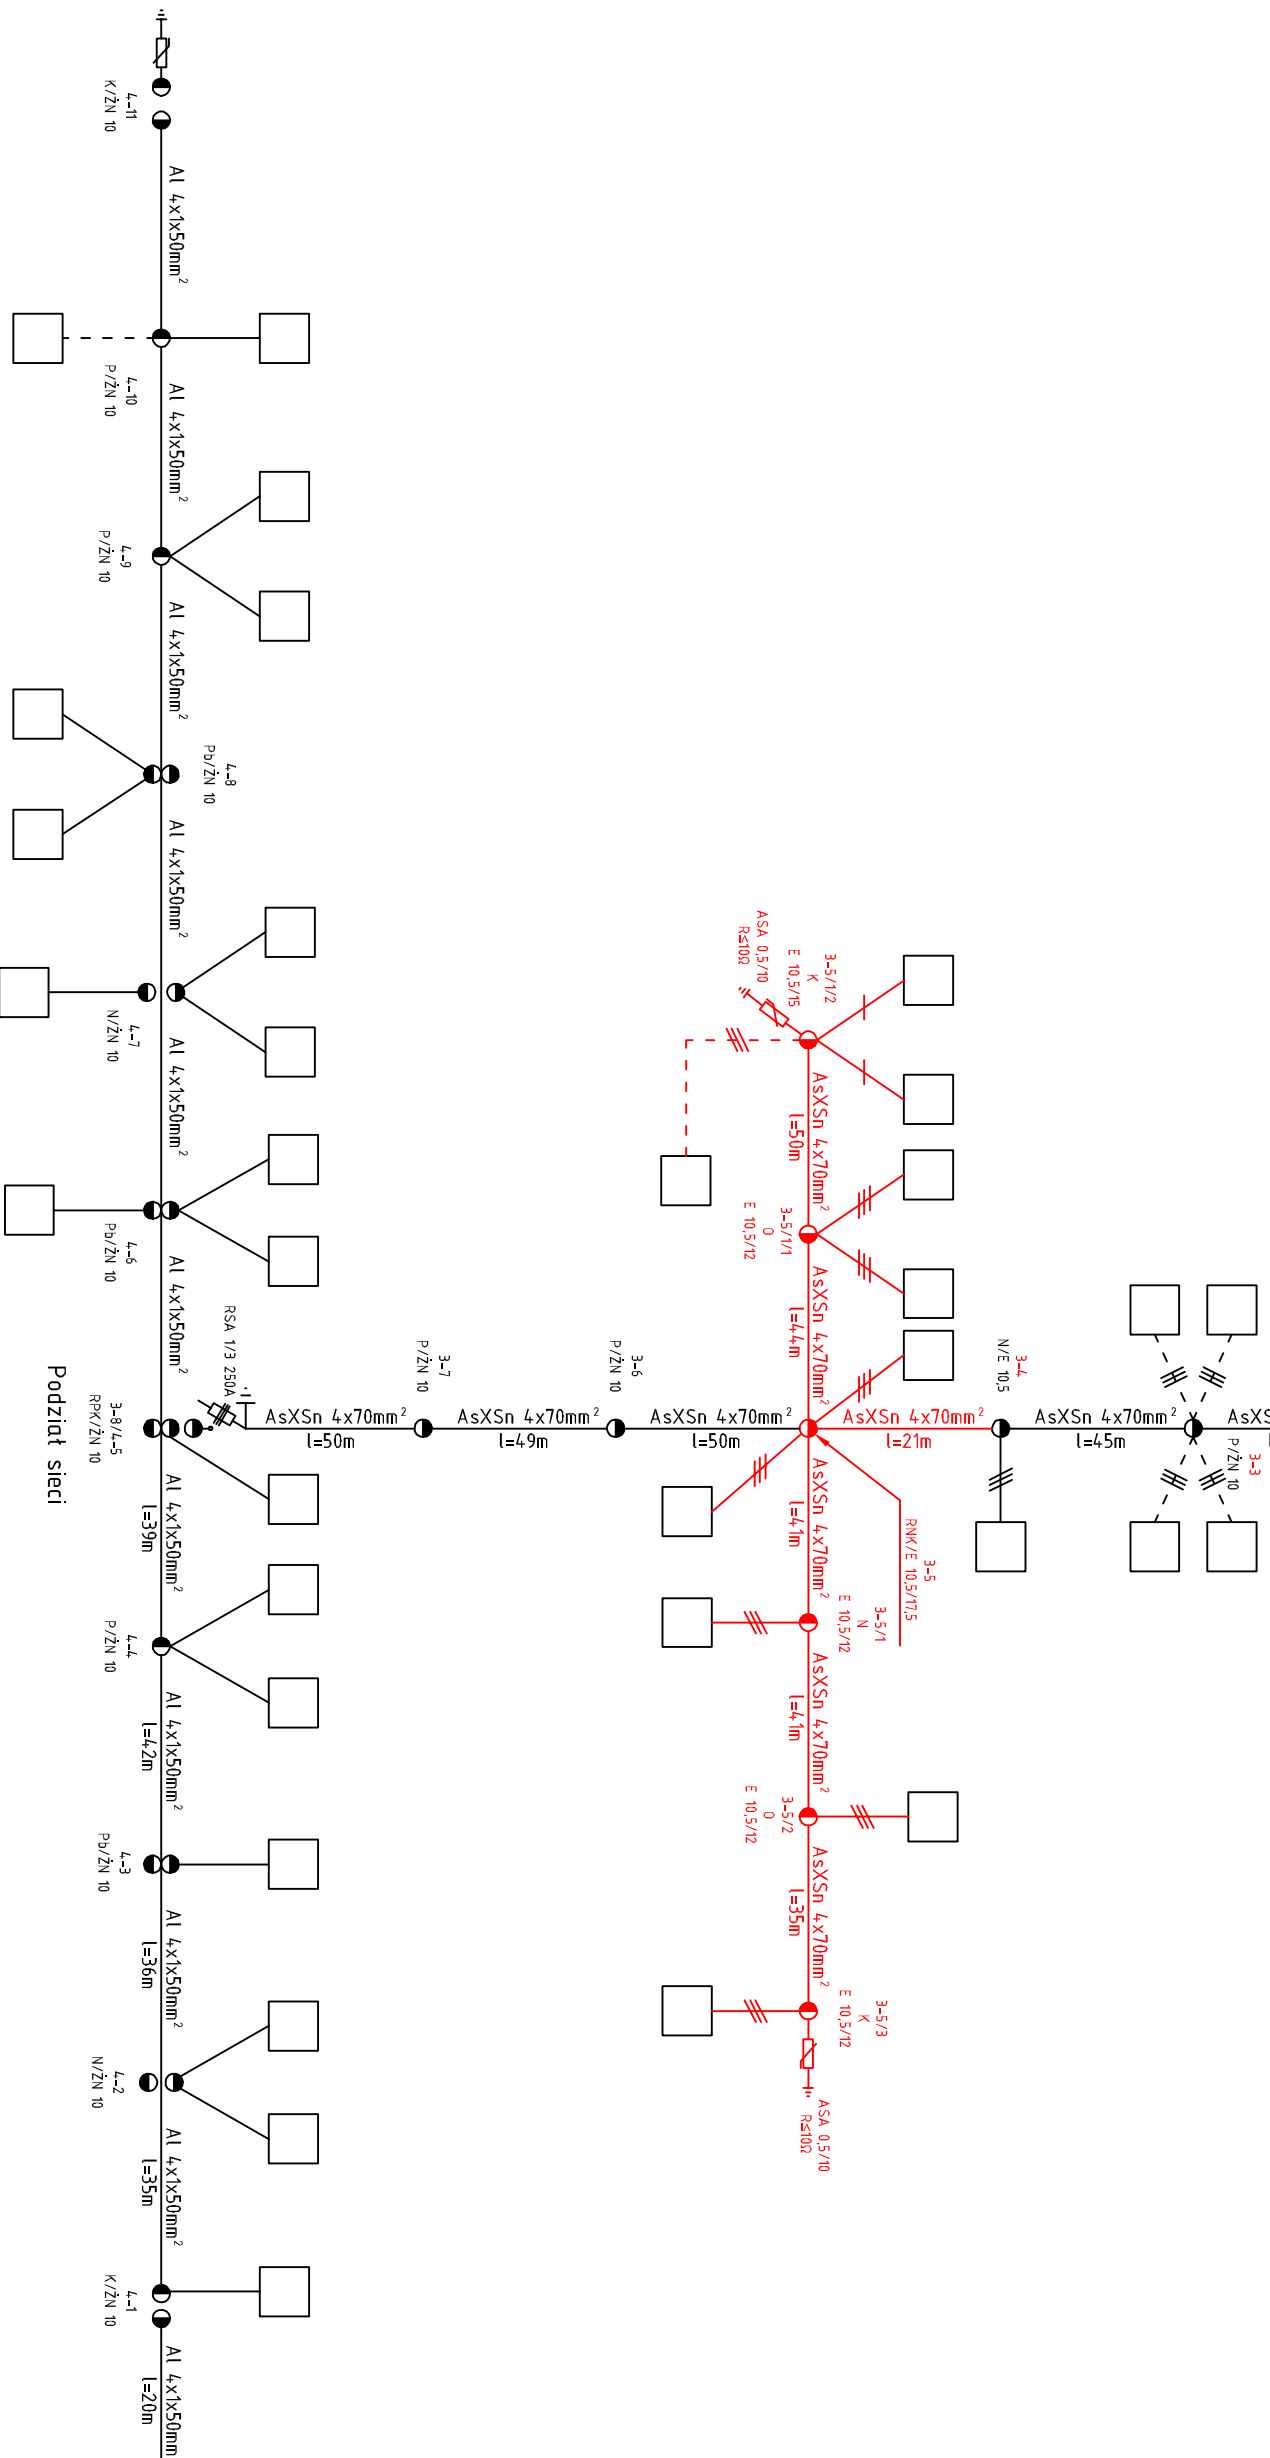 4-11
K/ŻN 10
Al 4x1x50mm²
4-10
P/ŻN 10
Al 4x1x50mm²
4-9
P/ŻN 10
Al 4x1x50mm²
4-8
Pb/ŻN 10
Al 4x1x50mm²
4-7
N/ŻN 10
Al 4x1x50mm²
4-6
Pb/ŻN 10
Al 4x1x50mm²
RSA 1/3 250A
3-8/4-5
RPK/ŻN 10
Podział sieci
Al 4x1x50mm²
l=39m
4-4
P/ŻN 10
Al 4x1x50mm²
l=42m
4-3
Pb/ŻN 10
Al 4x1x50mm²
l=36m
4-2
N/ŻN 10
Al 4x1x50mm²
l=35m
4-1
K/ŻN 10
Al 4x1x50mm
l=20m
AsXSn 4x70mm²
l=50m
3-7
P/ŻN 10
AsXSn 4x70mm²
l=49m
3-6
P/ŻN 10
AsXSn 4x70mm²
l=50m
AsXSn 4x70mm²
l=21m
3-4
N/E 10,5
AsXSn 4x70mm²
l=45m
3-3
P/ŻN 10
AsXS
3-5/1/2
K
E 10,5/15
ASA 0,5/10
R≤10Ω
AsXSn 4x70mm²
l=50m
3-5/1/1
O
E 10,5/12
AsXSn 4x70mm²
l=44m
3-5
RNK/E 10,5/17,5
AsXSn 4x70mm²
l=41m
3-5/1
N
E 10,5/12
AsXSn 4x70mm²
l=41m
3-5/2
O
E 10,5/12
AsXSn 4x70mm²
l=35m
3-5/3
K
E 10,5/12
ASA 0,5/10
R≤10Ω